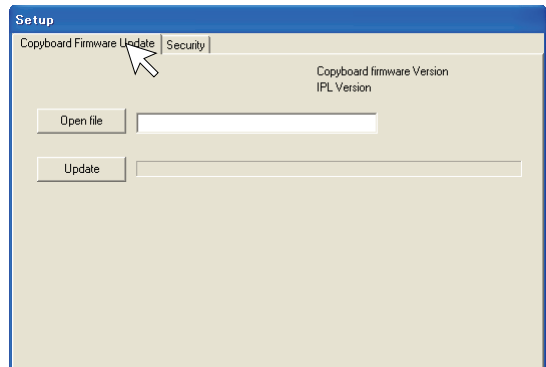 Setup
Copyboard Firmware Update Security
Copyboard firmware Version
IPL Version
Open file
Update